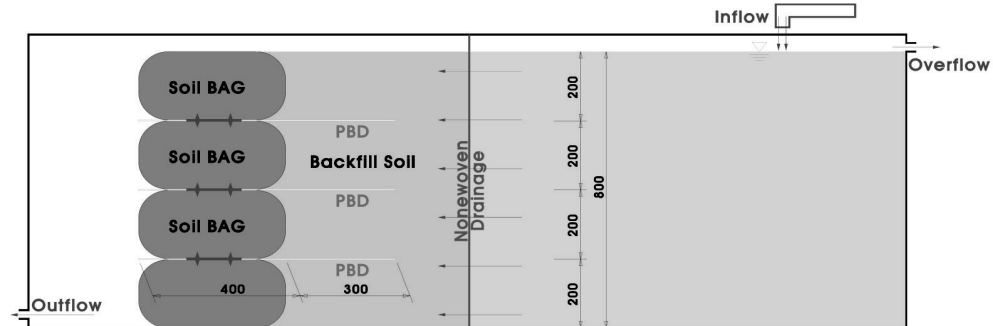 Inflow
Overflow
Soil BAG
200
PBD
Soil BAG
Backfill Soil
200
800
PBD
Nonewoven
Drainage
Soil BAG
200
PBD
400
300
200
Outflow